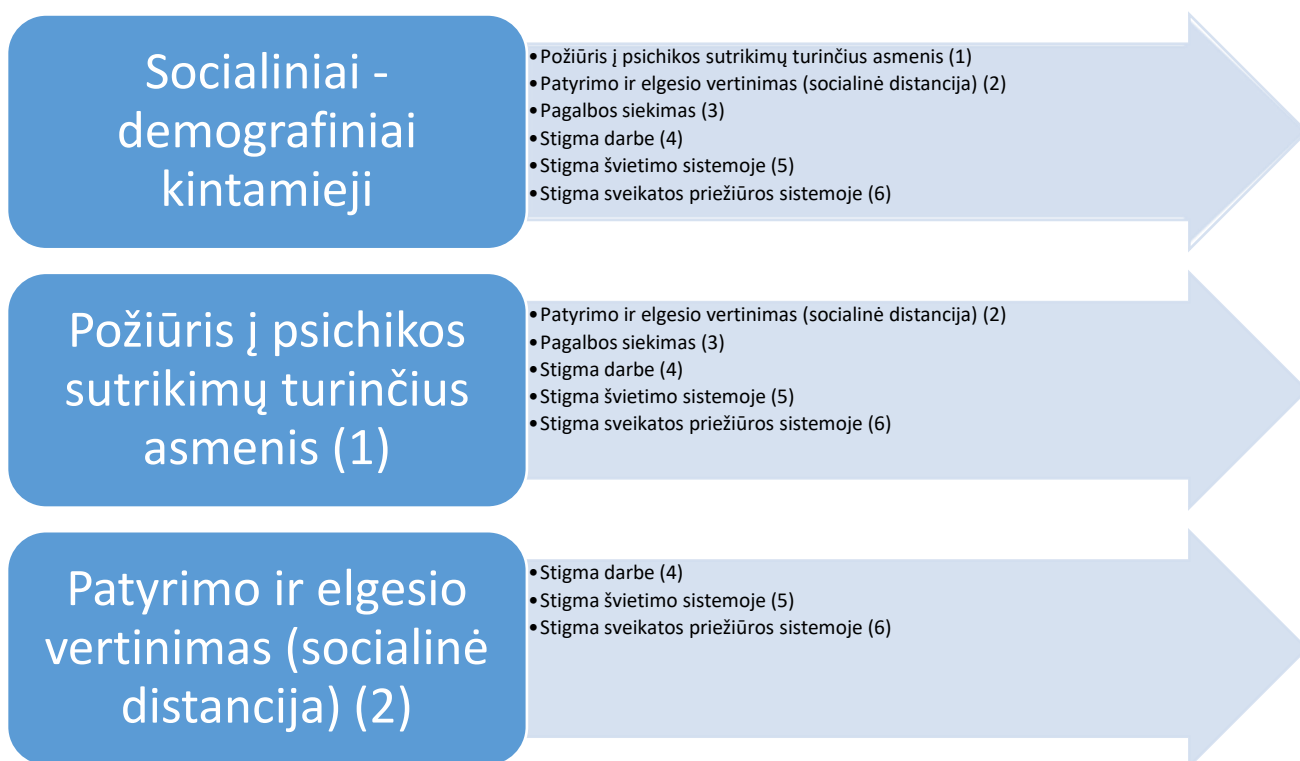 Socialiniai -
demografiniai
kintamieji
•Požiūris į psichikos sutrikimų turinčius asmenis (1)
•Patyrimo ir elgesio vertinimas (socialinė distancija) (2)
•Pagalbos siekimas (3)
•Stigma darbe (4)
•Stigma švietimo sistemoje (5)
•Stigma sveikatos priežiūros sistemoje (6)
Požiūris į psichikos
sutrikimų turinčius
asmenis (1)
•Patyrimo ir elgesio vertinimas (socialinė distancija) (2)
•Pagalbos siekimas (3)
•Stigma darbe (4)
•Stigma švietimo sistemoje (5)
•Stigma sveikatos priežiūros sistemoje (6)
Patyrimo ir elgesio
vertinimas (socialinė
distancija) (2)
•Stigma darbe (4)
•Stigma švietimo sistemoje (5)
•Stigma sveikatos priežiūros sistemoje (6)